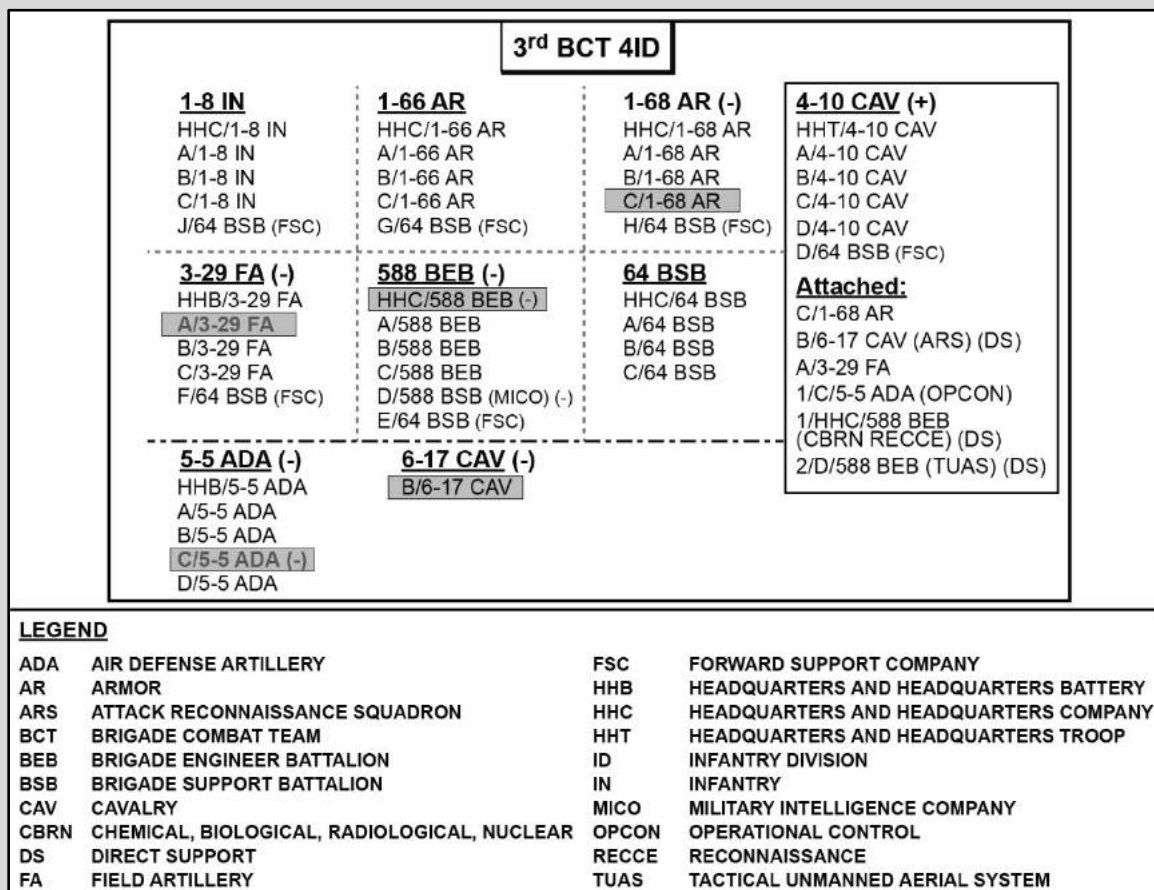 3rd BCT 4ID
1-8 IN
HHC/1-8 IN
A/1-8 IN
B/1-8 IN
C/1-8 IN
J/64 BSB (FSC)
1-66 AR
HHC/1-66 AR
A/1-66 AR
B/1-66 AR
C/1-66 AR
G/64 BSB (FSC)
1-68 AR (-)
HHC/1-68 AR
A/1-68 AR
B/1-68 AR
C/1-68 AR
H/64 BSB (FSC)
4-10 CAV (+)
HHT/4-10 CAV
A/4-10 CAV
B/4-10 CAV
C/4-10 CAV
D/4-10 CAV
D/64 BSB (FSC)
Attached:
C/1-68 AR
B/6-17 CAV (ARS) (DS)
A/3-29 FA
1/C/5-5 ADA (OPCON)
1/HHC/588 BEB
(CBRN RECCE) (DS)
2/D/588 BEB (TUAS) (DS)
3-29 FA (-)
HHB/3-29 FA
A/3-29 FA
B/3-29 FA
C/3-29 FA
F/64 BSB (FSC)
588 BEB (-)
HHC/588 BEB (-)
A/588 BEB
B/588 BEB
C/588 BEB
D/588 BSB (MICO) (-)
E/64 BSB (FSC)
64 BSB
HHC/64 BSB
A/64 BSB
B/64 BSB
C/64 BSB
5-5 ADA (-)
HHB/5-5 ADA
A/5-5 ADA
B/5-5 ADA
C/5-5 ADA (-)
D/5-5 ADA
6-17 CAV (-)
B/6-17 CAV
LEGEND
ADA AIR DEFENSE ARTILLERY
AR ARMOR
ARS ATTACK RECONNAISSANCE SQUADRON
BCT BRIGADE COMBAT TEAM
BEB BRIGADE ENGINEER BATTALION
BSB BRIGADE SUPPORT BATTALION
CAV CAVALRY
CBRN CHEMICAL, BIOLOGICAL, RADIOLOGICAL, NUCLEAR
DS DIRECT SUPPORT
FA FIELD ARTILLERY
FSC FORWARD SUPPORT COMPANY
HHB HEADQUARTERS AND HEADQUARTERS BATTERY
HHC HEADQUARTERS AND HEADQUARTERS COMPANY
HHT HEADQUARTERS AND HEADQUARTERS TROOP
ID INFANTRY DIVISION
IN INFANTRY
MICO MILITARY INTELLIGENCE COMPANY
OPCON OPERATIONAL CONTROL
RECCE RECONNAISSANCE
TUAS TACTICAL UNMANNED AERIAL SYSTEM